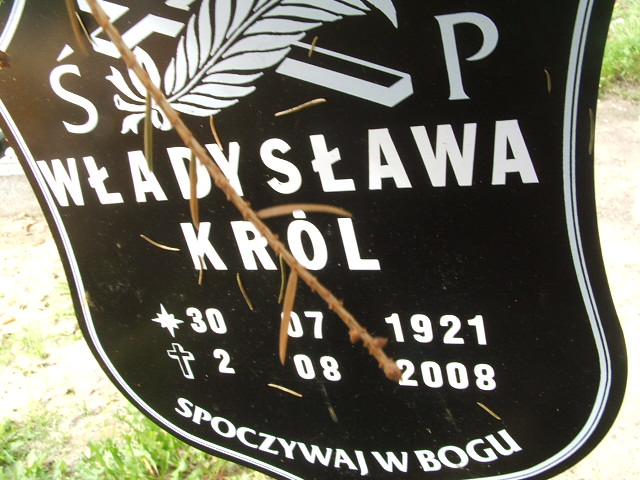 Ś P
WŁADYSŁAWA
KRÓL
30 07 1921
2 08 2008
SPOCZYWAJ W BOGU